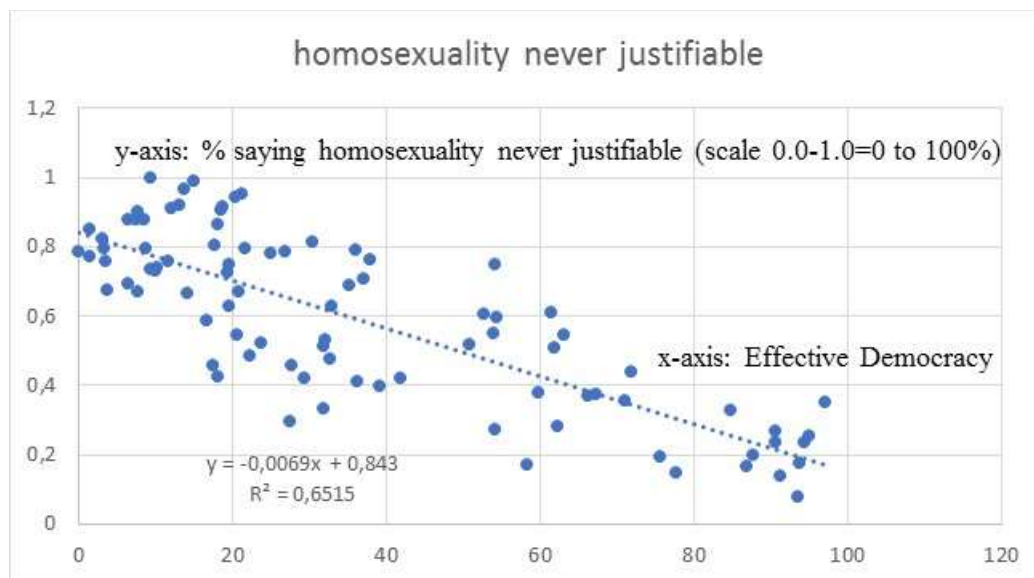 homosexuality never justifiable
1,2
y-axis: % saying homosexuality never justifiable (scale 0.0-1.0=0 to 100%)
1
0,8
0,6
x-axis: Effective Democracy
0,4
0,2
y = -0,0069x + 0,843
R² = 0,6515
0
0 20 40 60 80 100 120